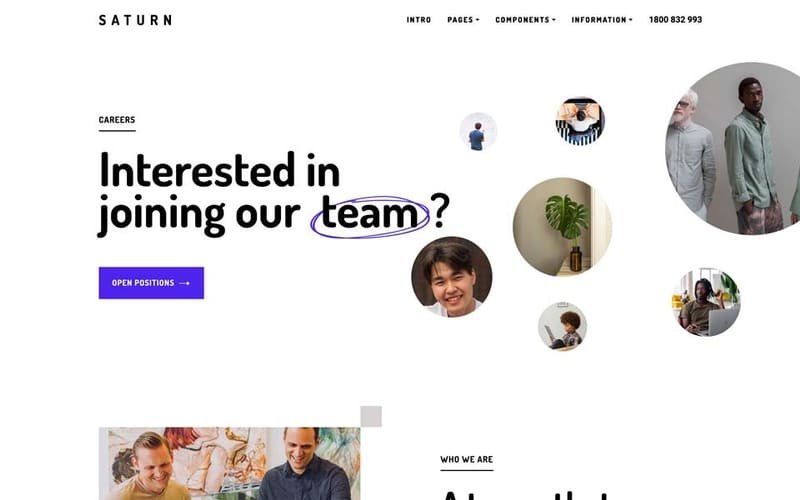 SATURN
INTRO PAGES COMPONENTS INFORMATION 1800 832 993
CAREERS
Interested in
joining our team ?
OPEN POSITIONS →
WHO WE ARE